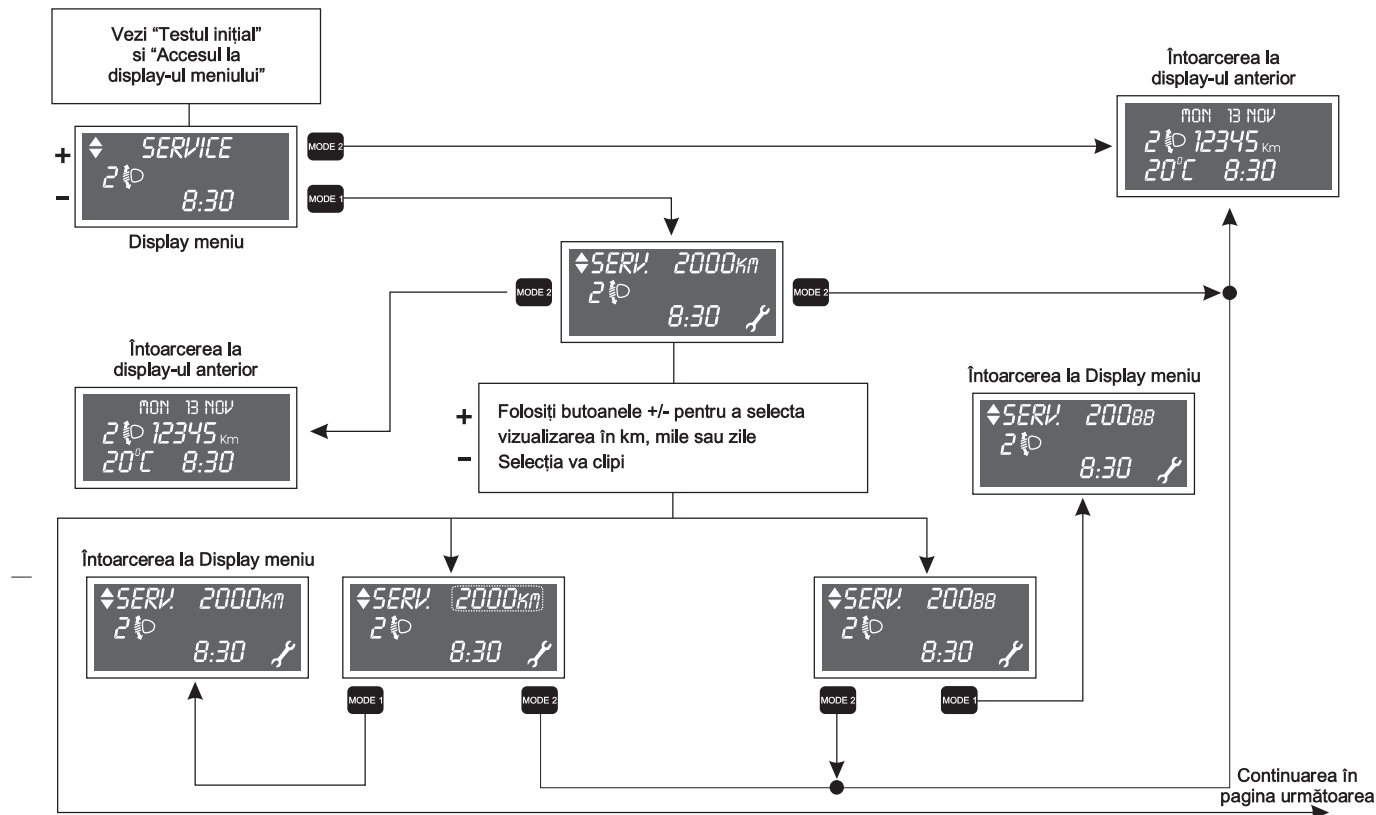 Vezi “Testul inițial”
si “Accesul la
display-ul meniului”
+
SERVICE
2
-
8:30
MODE 2
MODE 1
Display meniu
Întoarcerea la
display-ul anterior
MON 13 NOV
2 12345 Km
20°C 8:30
SERV. 2000KM
2
8:30
MODE 2
MODE 2
Întoarcerea la
display-ul anterior
MON 13 NOV
2 12345 Km
20°C 8:30
+
-
Folosiți butoanele +/- pentru a selecta
vizualizarea în km, mile sau zile
Selecția va clipi
Întoarcerea la Display meniu
SERV. 20088
2
8:30
Întoarcerea la Display meniu
SERV. 2000KM
2
8:30
SERV. 2000KM
2
8:30
MODE 1
MODE 2
SERV. 20088
2
8:30
MODE 2
MODE 1
Continuarea în
pagina următoarea